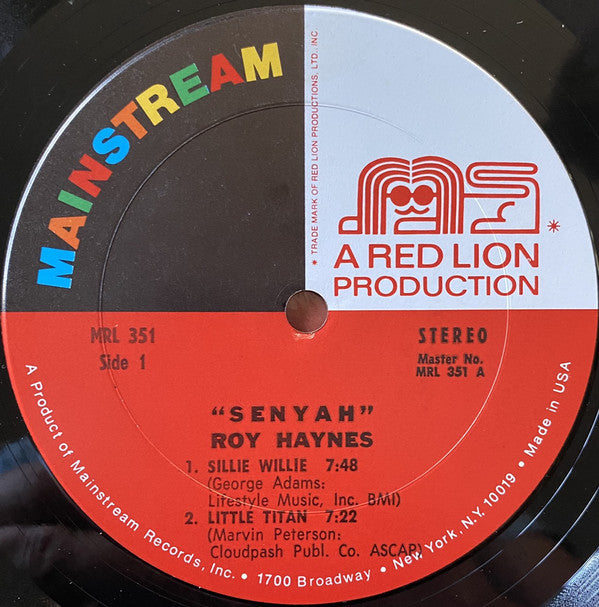 MAINSTREAM
* TRADE MARK OF RED LION PRODUCTIONS, LTD., INC.
MS *
A RED LION
PRODUCTION
MRL 351
Side 1
STEREO
Master No.
MRL 351 A
"SENYAH"
ROY HAYNES
1. SILLIE WILLIE 7:48
(George Adams:
Lifestyle Music, Inc. BMI)
2. LITTLE TITAN 7:22
(Marvin Peterson:
Cloudpash Publ. Co. ASCAP)
A Product of Mainstream Records, Inc. • 1700 Broadway • New York, N.Y. 10019 • Made in USA